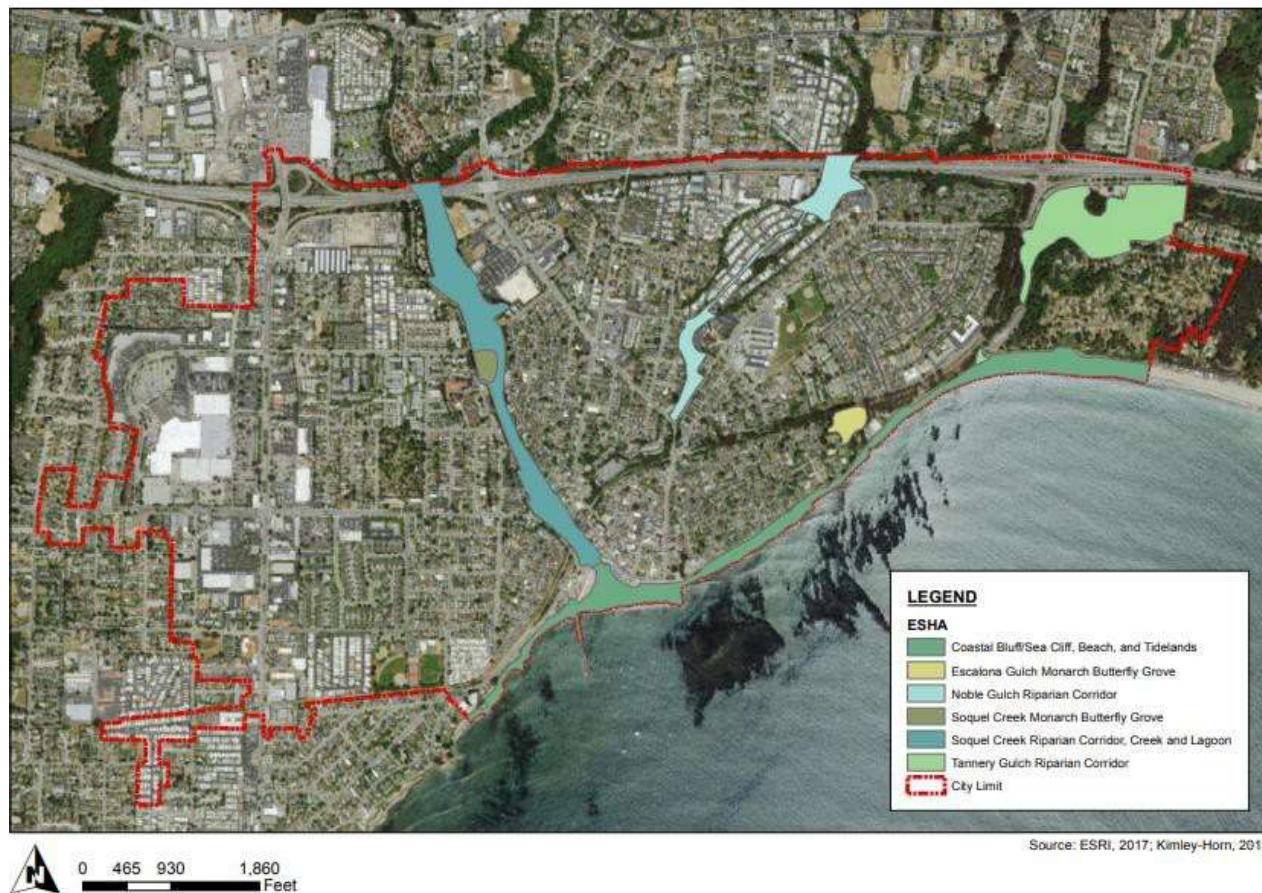 LEGEND
ESHA
Coastal Bluff/Sea Cliff, Beach, and Tidelands
Escalona Gulch Monarch Butterfly Grove
Noble Gulch Riparian Corridor
Soquel Creek Monarch Butterfly Grove
Soquel Creek Riparian Corridor, Creek and Lagoon
Tannery Gulch Riparian Corridor
City Limit
Source: ESRI, 2017; Kimley-Horn, 201
N
0 465 930 1,860
Feet